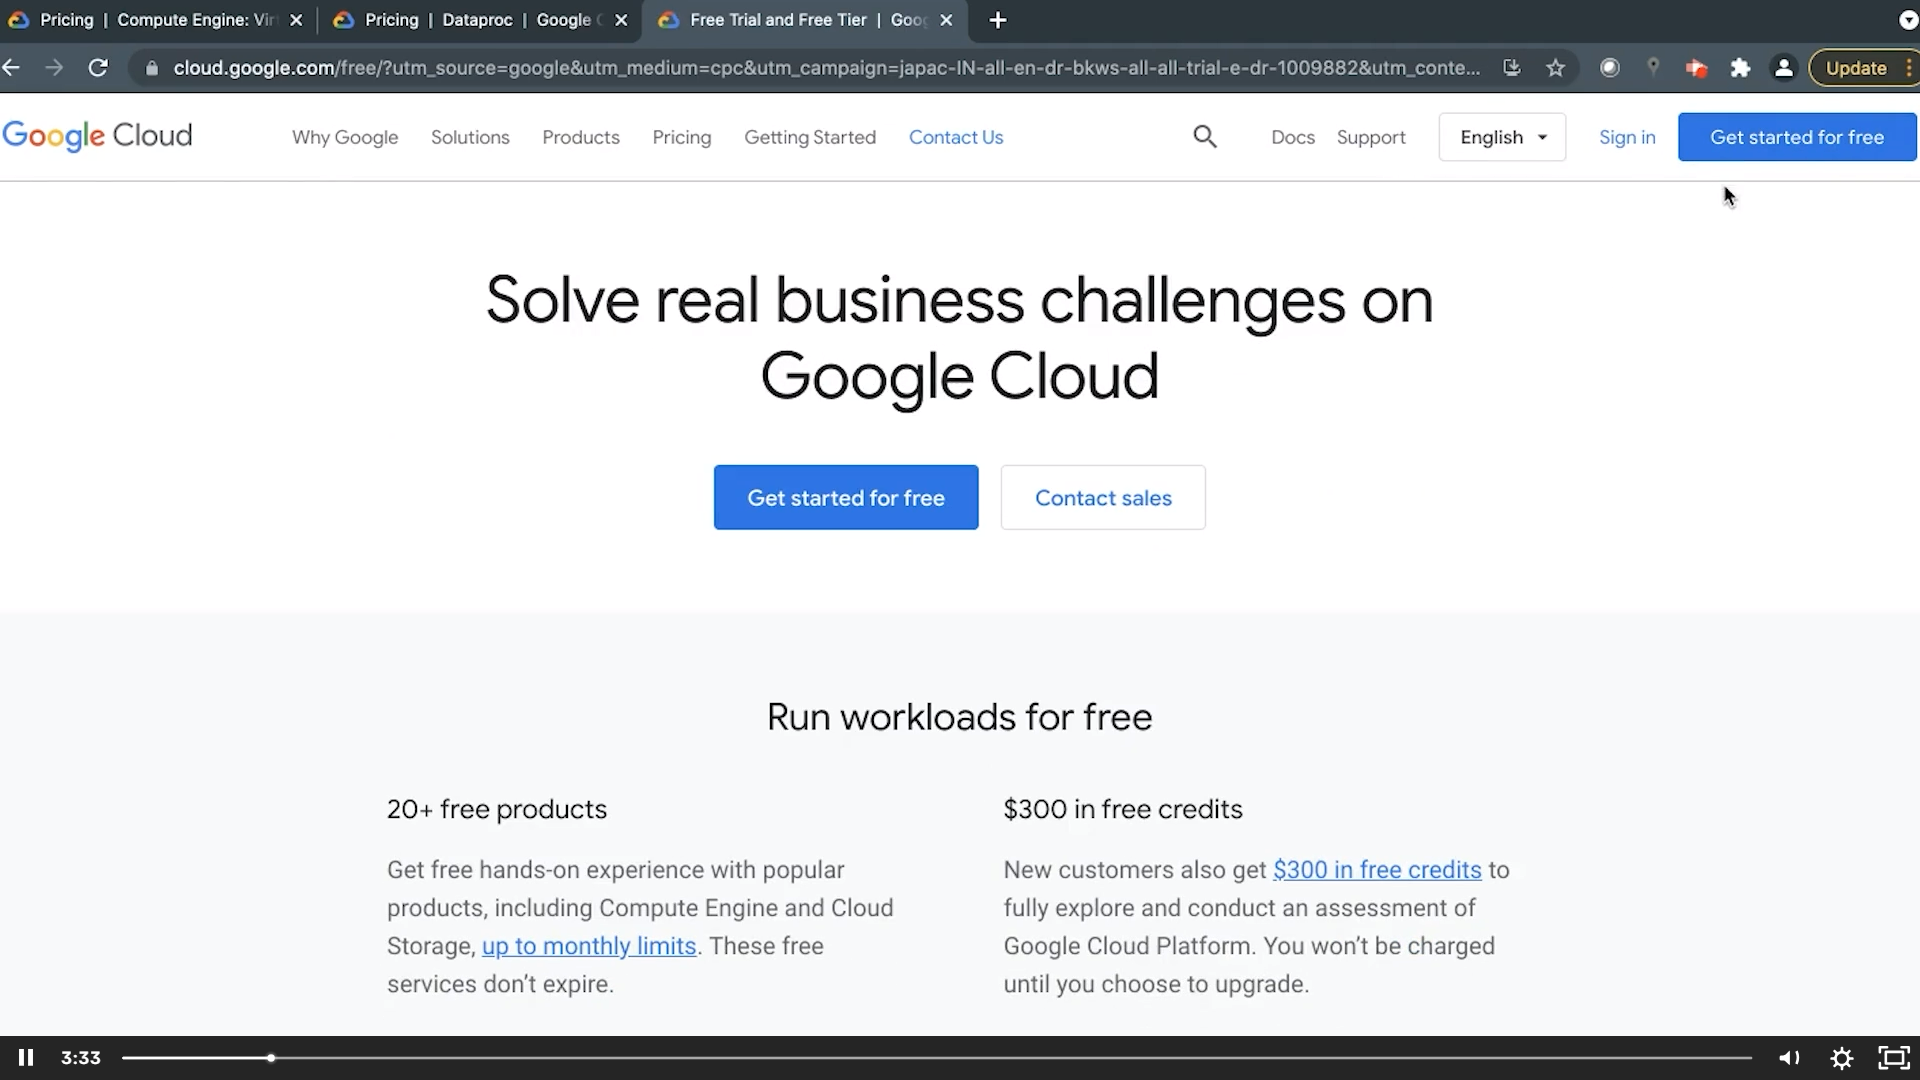 Pricing | Compute Engine: Vir
Pricing | Dataproc | Google C
Free Trial and Free Tier | Goog
cloud.google.com/free/?utm_source=google&utm_medium=cpc&utm_campaign=japac-IN-all-en-dr-bkws-all-all-trial-e-dr-1009882&utm_conte...
Update
Google Cloud
Why Google
Solutions
Products
Pricing
Getting Started
Contact Us
Docs
Support
English
Sign in
Get started for free
Solve real business challenges on
Google Cloud
Get started for free
Contact sales
Run workloads for free
20+ free products
Get free hands-on experience with popular
products, including Compute Engine and Cloud
Storage, up to monthly limits. These free
services don't expire.
$300 in free credits
New customers also get $300 in free credits to
fully explore and conduct an assessment of
Google Cloud Platform. You won't be charged
until you choose to upgrade.
3:33